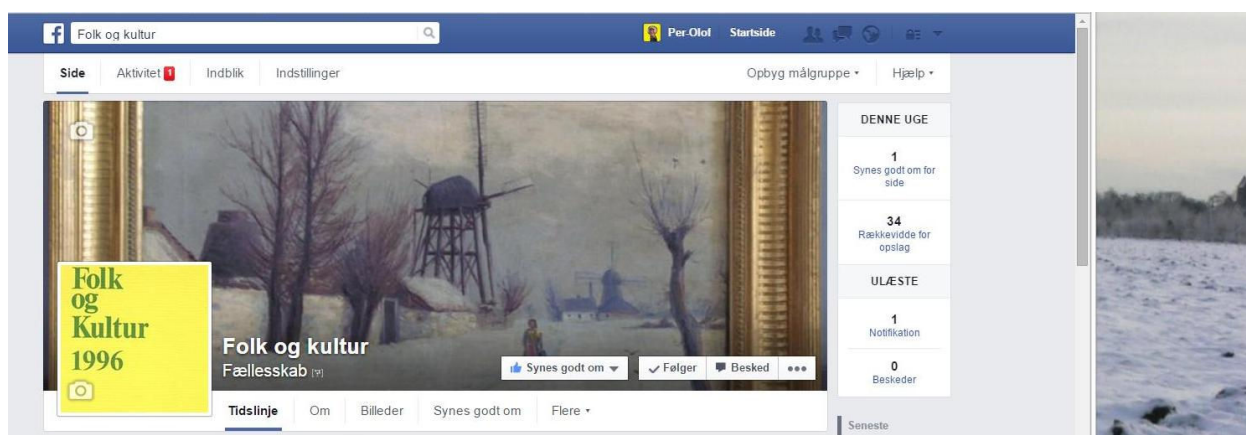 f Folk og kultur Per-Olof Startside
Side Aktivitet 1 Indblik Indstillinger Opbyg målgruppe Hjælp
DENNE UGE
1
Synes godt om for
side
34
Rækkevidde for
opslag
ULÆSTE
1
Notifikation
0
Beskeder
Seneste
Folk
og
Kultur
1996
Folk og kultur
Fællesskab [?]
Synes godt om Følger Besked
Tidslinje Om Billeder Synes godt om Flere